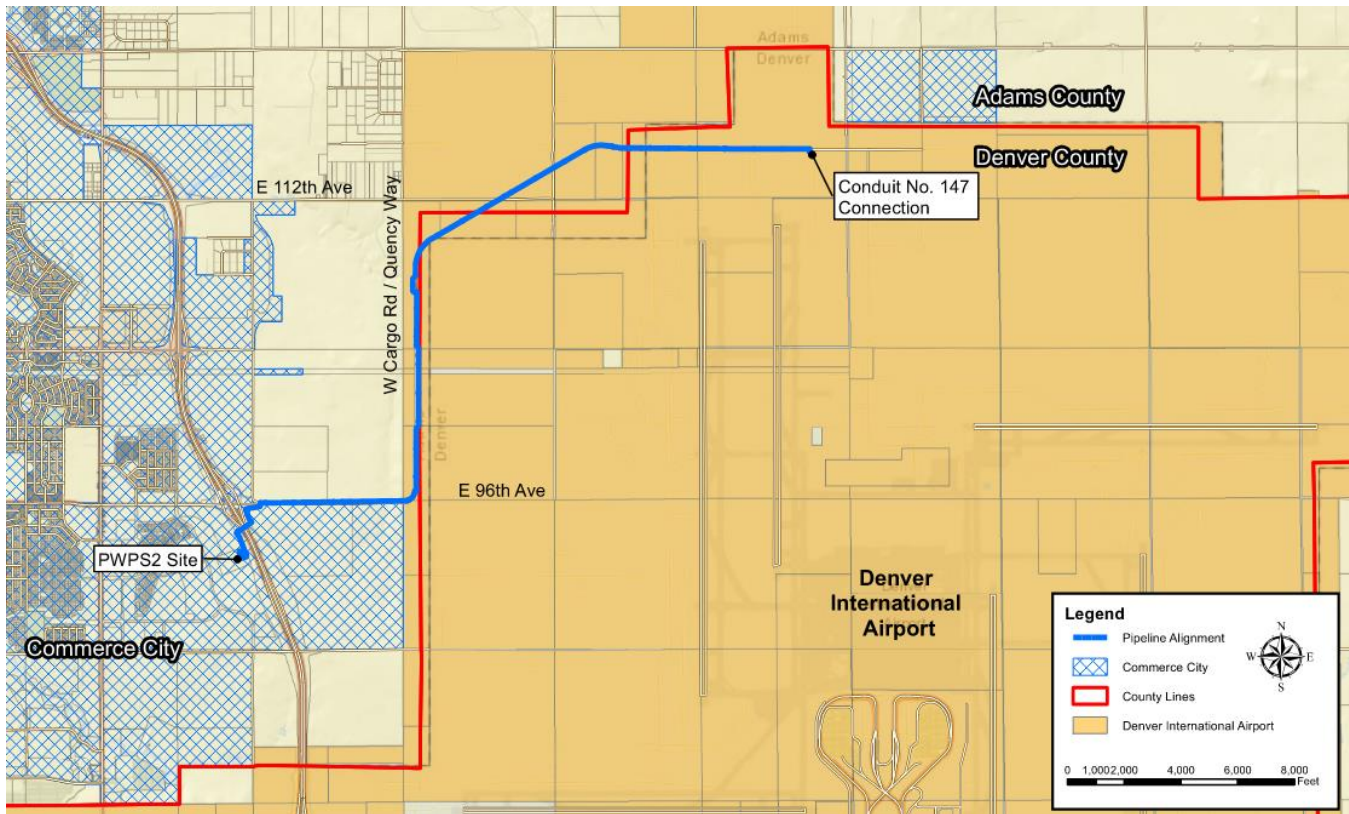 Adams
Denver
Adams County
Denver County
E 112th Ave
Conduit No. 147
Connection
W Cargo Rd / Quency Way
Denver
E 96th Ave
PWPS2 Site
Commerce City
Denver
International
Airport
Legend
Pipeline Alignment
Commerce City
County Lines
Denver International Airport
N
W E
S
0 1,000 2,000 4,000 6,000 8,000
Feet